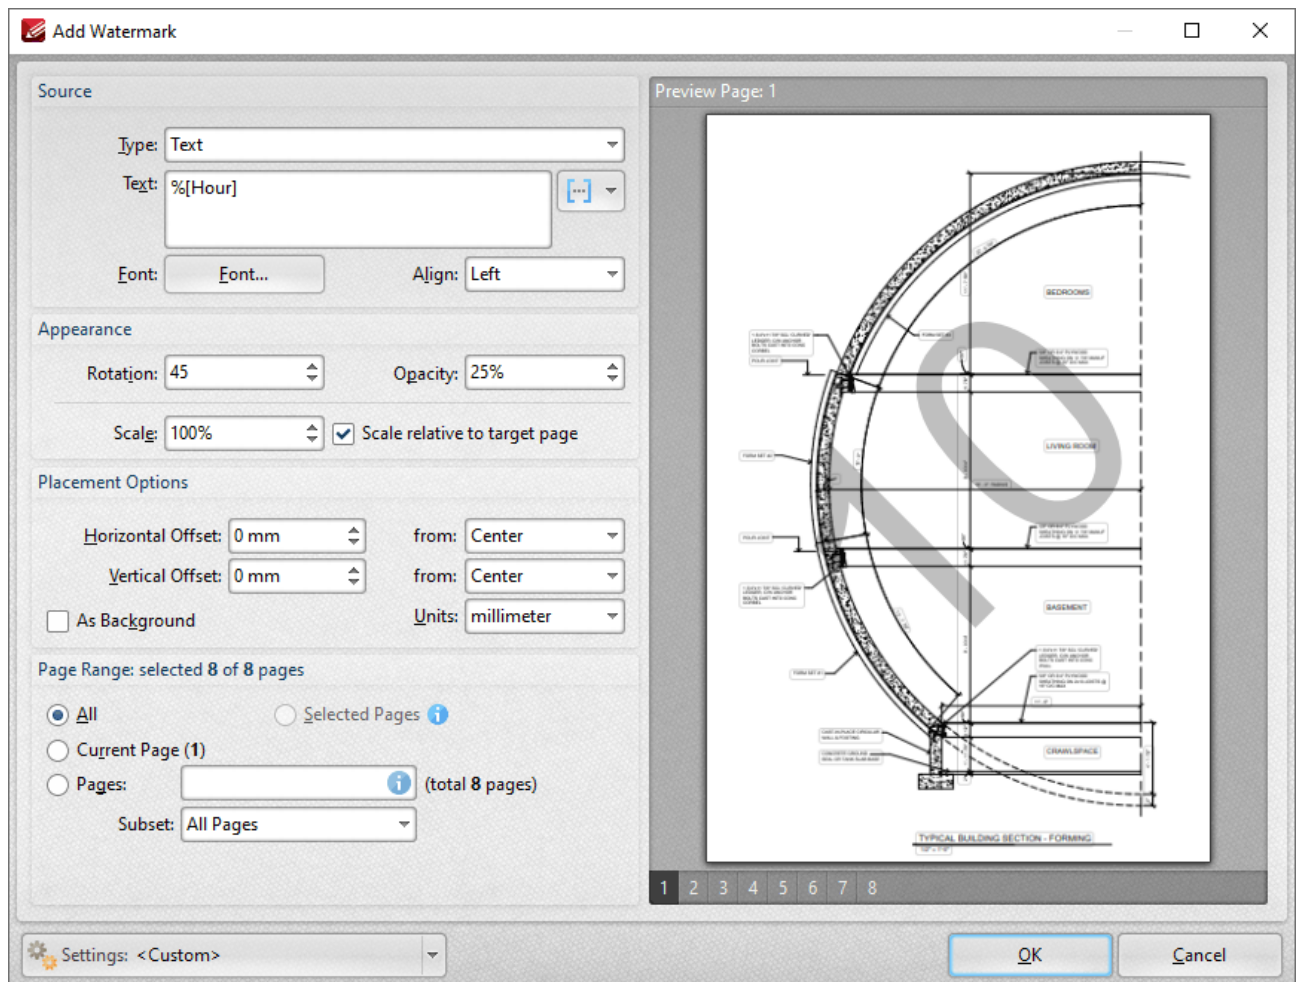 Add Watermark
Source
Type: Text
Text: %[Hour]
Font: Font... Align: Left
Appearance
Rotation: 45 Opacity: 25%
Scale: 100% Scale relative to target page
Placement Options
Horizontal Offset: 0 mm from: Center
Vertical Offset: 0 mm from: Center
As Background Units: millimeter
Page Range: selected 8 of 8 pages
All Selected Pages
Current Page (1)
Pages: (total 8 pages)
Subset: All Pages
Preview Page: 1
BEDROOMS
LIVING ROOM
BASEMENT
CRAWLSPACE
10
TYPICAL BUILDING SECTION - FORMING
1 2 3 4 5 6 7 8
Settings: <Custom> OK Cancel